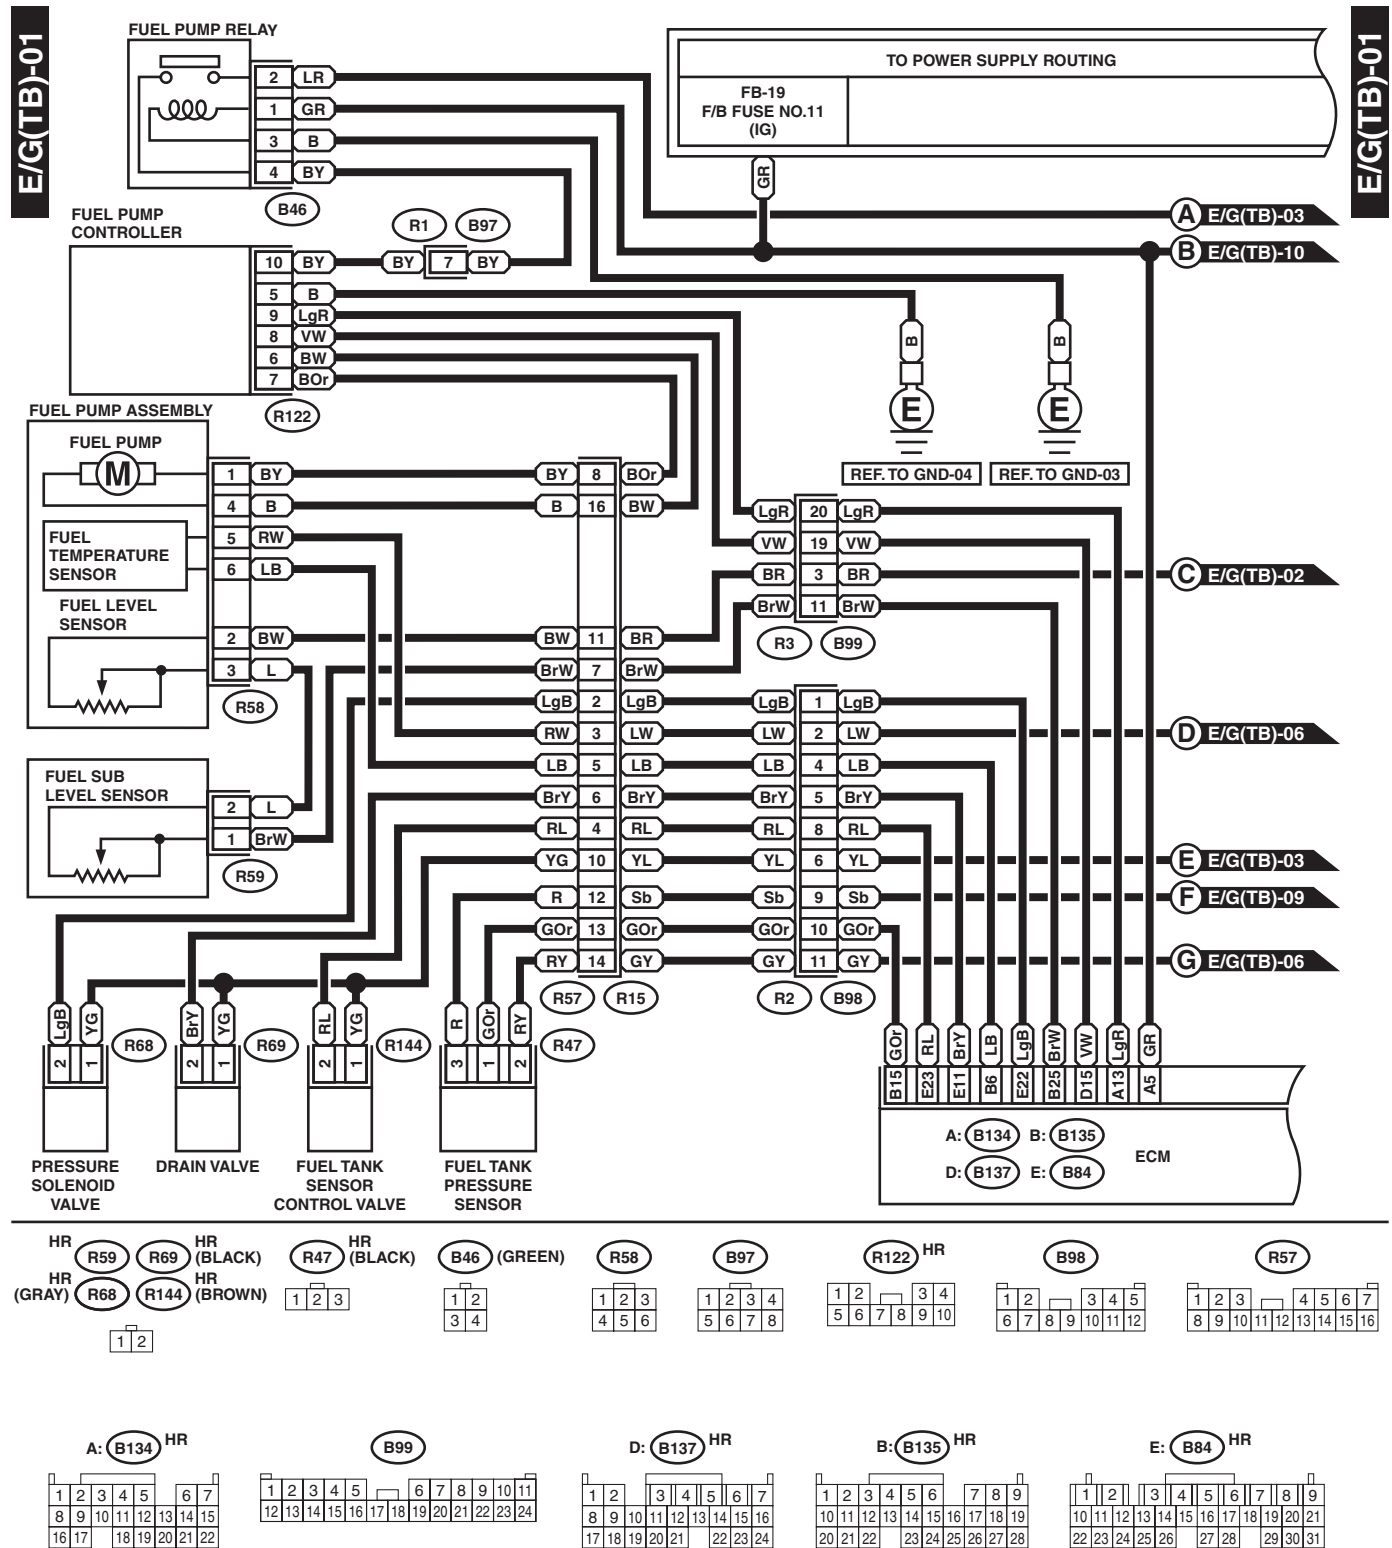 E/G(TB)-01
E/G(TB)-01
FUEL PUMP RELAY
TO POWER SUPPLY ROUTING
FB-19
F/B FUSE NO.11
(IG)
GR
2 LR
1 GR
3 B
4 BY
B46
A E/G(TB)-03
B E/G(TB)-10
FUEL PUMP
CONTROLLER
R1 B97
10 BY BY 7 BY
5 B
9 LgR
8 VW
6 BW
7 BOr
R122
B B
E E
REF. TO GND-04 REF. TO GND-03
FUEL PUMP ASSEMBLY
FUEL PUMP
M
1 BY BY 8 BOr
4 B B 16 BW
FUEL
TEMPERATURE
SENSOR
5 RW
6 LB
FUEL LEVEL
SENSOR
2 BW BW 11 BR
3 L BrW 7 BrW
R58
LgR 20 LgR
VW 19 VW
BR 3 BR C E/G(TB)-02
BrW 11 BrW
R3 B99
LgB 2 LgB LgB 1 LgB
RW 3 LW LW 2 LW D E/G(TB)-06
LB 5 LB LB 4 LB
FUEL SUB
LEVEL SENSOR
2 L
1 BrW
R59
BrY 6 BrY BrY 5 BrY
RL 4 RL RL 8 RL
YG 10 YL YL 6 YL E E/G(TB)-03
R 12 Sb Sb 9 Sb F E/G(TB)-09
GOr 13 GOr GOr 10 GOr
RY 14 GY GY 11 GY G E/G(TB)-06
R57 R15 R2 B98
LgB YG BrY YG RL YG R GOr RY
2 1 R68 2 1 R69 2 1 R144 3 1 2 R47
PRESSURE
SOLENOID
VALVE
DRAIN VALVE
FUEL TANK
SENSOR
CONTROL VALVE
FUEL TANK
PRESSURE
SENSOR
GOr RL BrY LB LgB BrW VW LgR GR
B15 E23 E11 B6 E22 B25 D15 A13 A5
A: B134 B: B135
D: B137 E: B84
ECM
HR R59 R69 HR (BLACK)
HR (GRAY) R68 R144 HR (BROWN)
1 2
R47 HR (BLACK)
1 2 3
B46 (GREEN)
1 2
3 4
R58
1 2 3
4 5 6
B97
1 2 3 4
5 6 7 8
R122 HR
1 2 3 4
5 6 7 8 9 10
B98
1 2 3 4 5
6 7 8 9 10 11 12
R57
1 2 3 4 5 6 7
8 9 10 11 12 13 14 15 16
A: B134 HR
1 2 3 4 5 6 7
8 9 10 11 12 13 14 15
16 17 18 19 20 21 22
B99
1 2 3 4 5 6 7 8 9 10 11
12 13 14 15 16 17 18 19 20 21 22 23 24
D: B137 HR
1 2 3 4 5 6 7
8 9 10 11 12 13 14 15 16
17 18 19 20 21 22 23 24
B: B135 HR
1 2 3 4 5 6 7 8 9
10 11 12 13 14 15 16 17 18 19
20 21 22 23 24 25 26 27 28
E: B84 HR
1 2 3 4 5 6 7 8 9
10 11 12 13 14 15 16 17 18 19 20 21
22 23 24 25 26 27 28 29 30 31